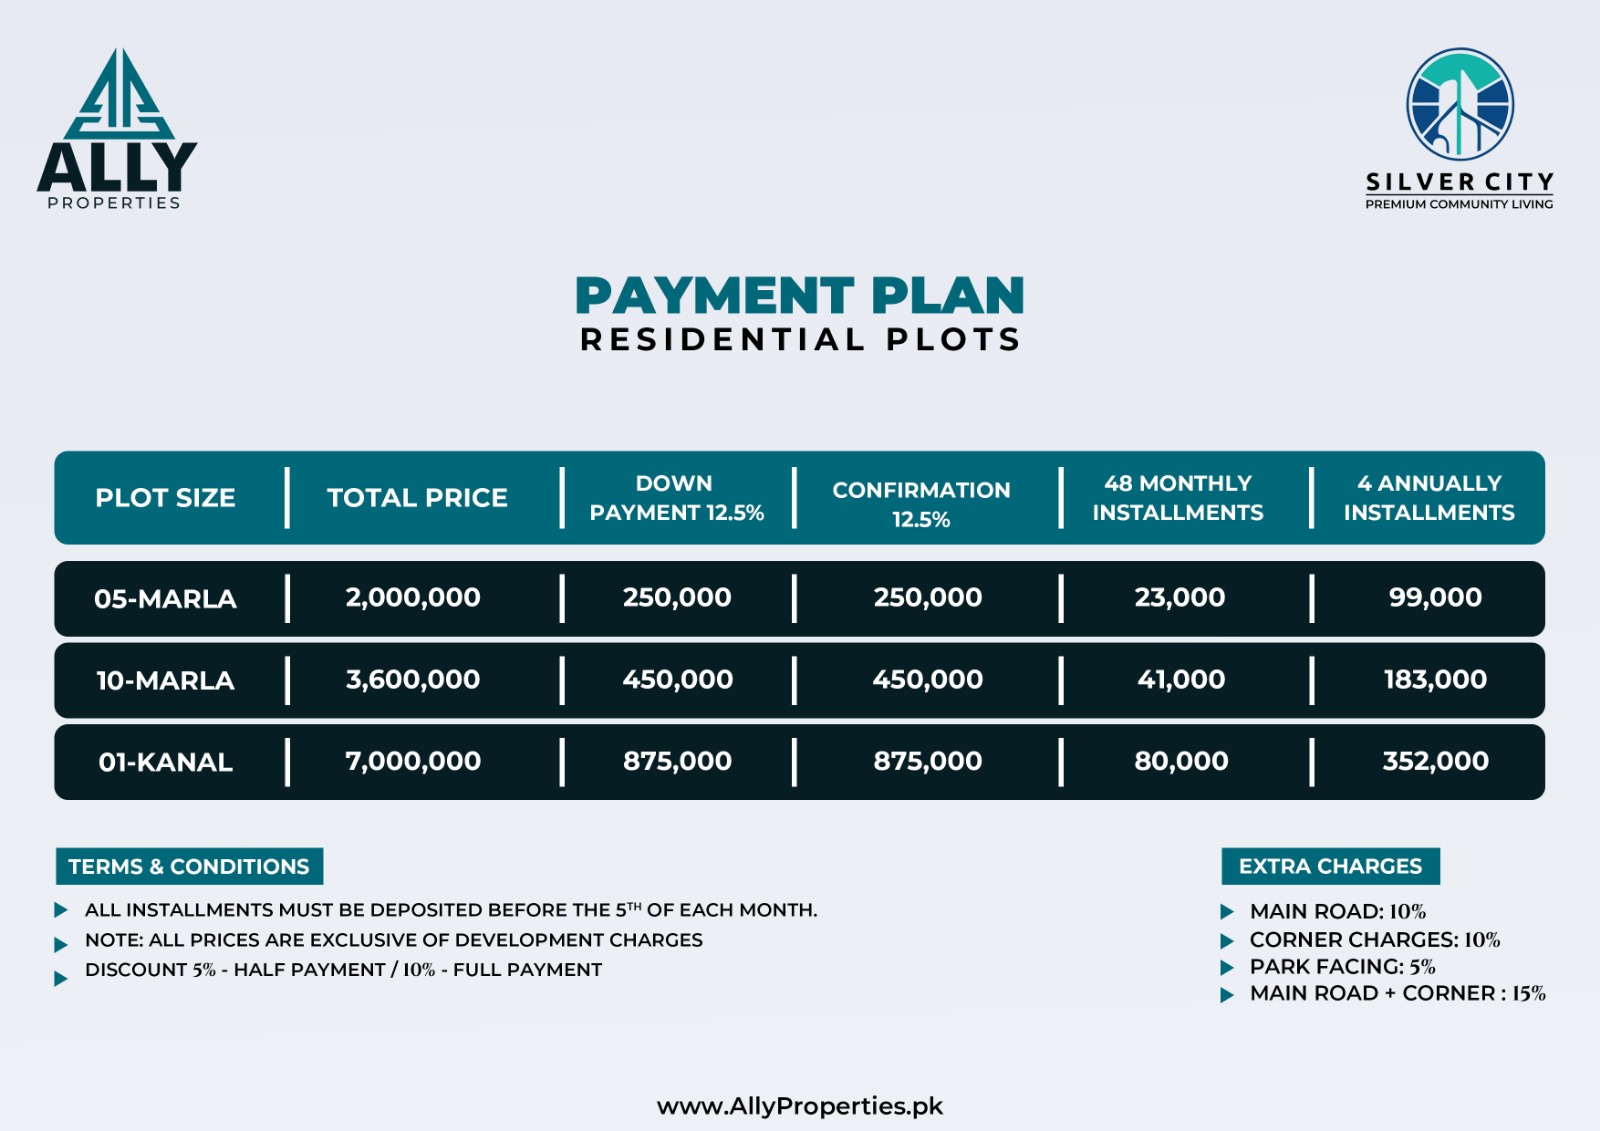 ALLY
PROPERTIES
SILVER CITY
PREMIUM COMMUNITY LIVING
PAYMENT PLAN
RESIDENTIAL PLOTS
PLOT SIZE TOTAL PRICE DOWN PAYMENT 12.5% CONFIRMATION 12.5% 48 MONTHLY INSTALLMENTS 4 ANNUALLY INSTALLMENTS
05-MARLA 2,000,000 250,000 250,000 23,000 99,000
10-MARLA 3,600,000 450,000 450,000 41,000 183,000
01-KANAL 7,000,000 875,000 875,000 80,000 352,000
TERMS & CONDITIONS
ALL INSTALLMENTS MUST BE DEPOSITED BEFORE THE 5TH OF EACH MONTH.
NOTE: ALL PRICES ARE EXCLUSIVE OF DEVELOPMENT CHARGES
DISCOUNT 5% - HALF PAYMENT / 10% - FULL PAYMENT
EXTRA CHARGES
MAIN ROAD: 10%
CORNER CHARGES: 10%
PARK FACING: 5%
MAIN ROAD + CORNER : 15%
www.AllyProperties.pk